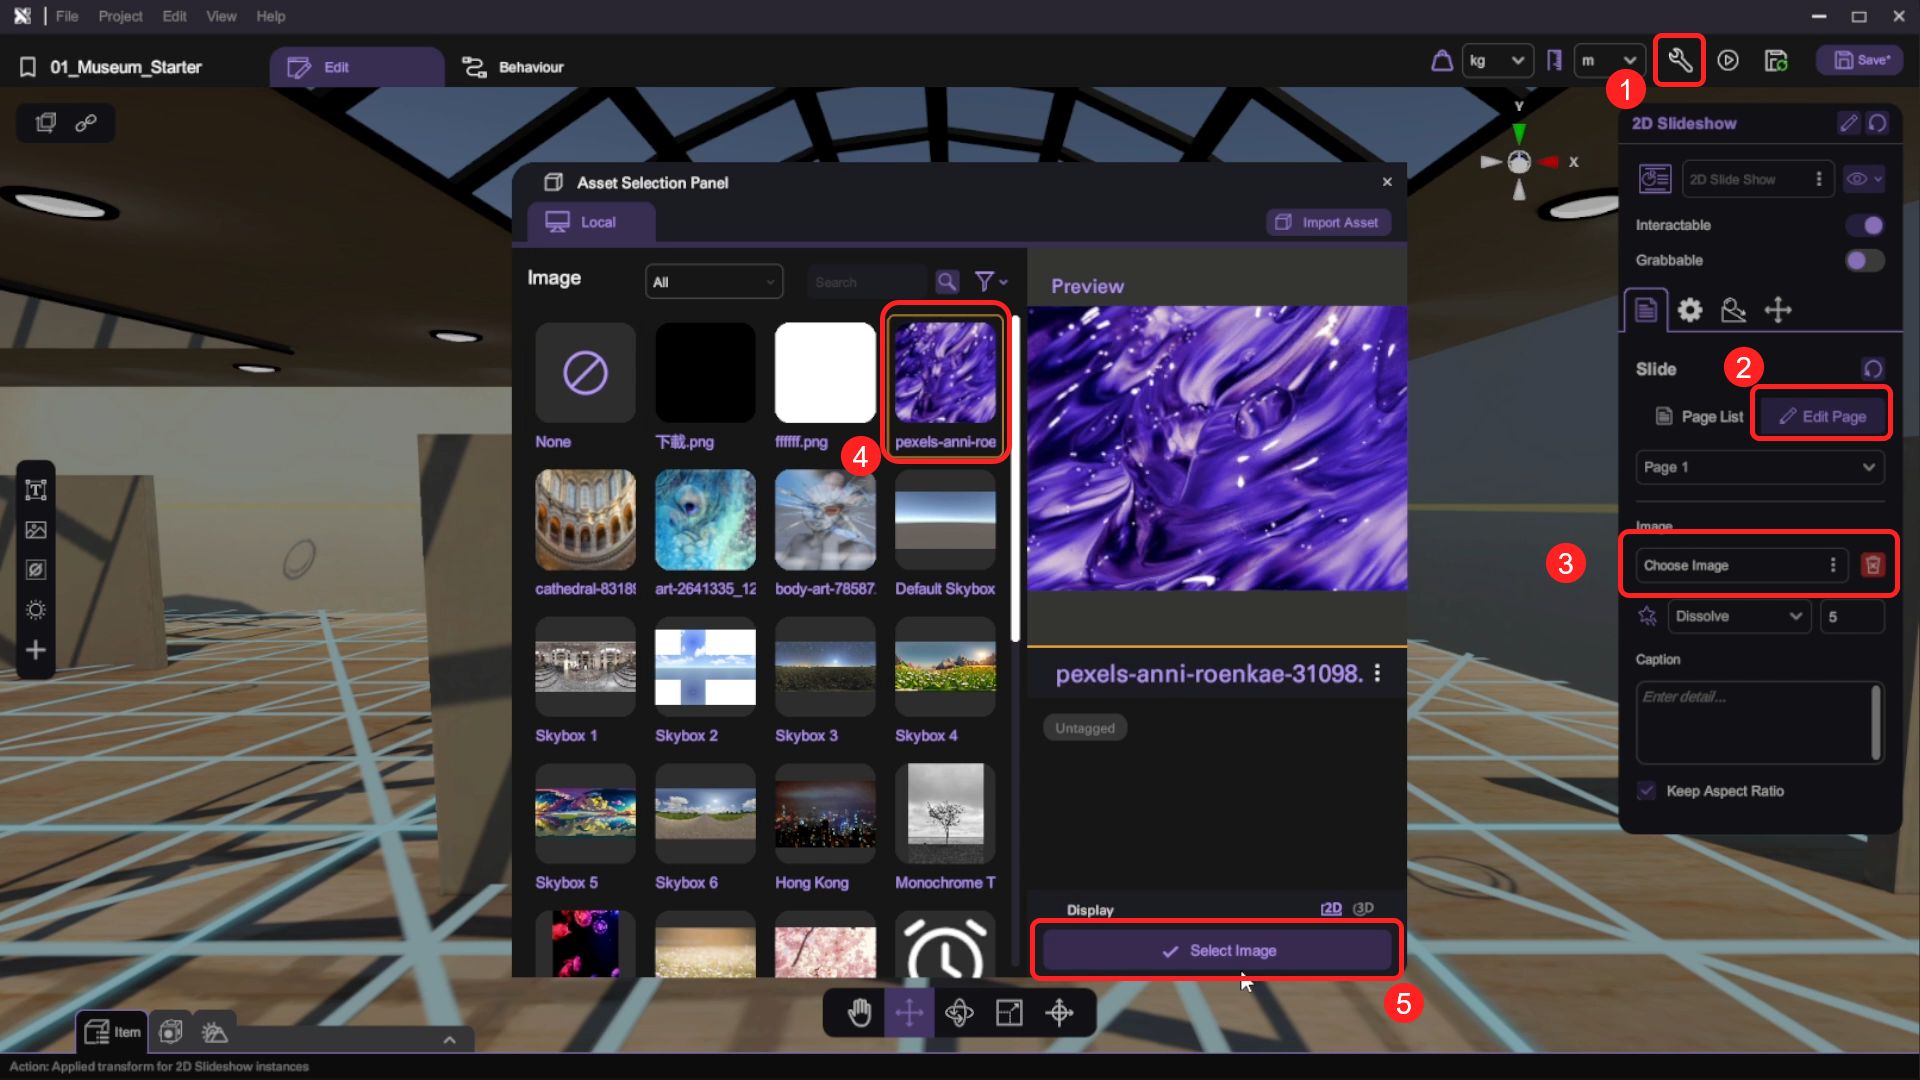 File Project Edit View Help
01_Museum_Starter
Edit
Behaviour
kg
m
Save*
1
Y
X
2D Slideshow
2D Slide Show
Interactable
Grabbable
Slide
2
Page List
Edit Page
Page 1
Image
3
Choose Image
Dissolve
5
Caption
Enter detail...
Keep Aspect Ratio
Asset Selection Panel
Local
Import Asset
Image
All
Search
None
下載.png
ffffff.png
pexels-anni-roe
4
cathedral-8318
art-2641335_12
body-art-78587
Default Skybox
Skybox 1
Skybox 2
Skybox 3
Skybox 4
Skybox 5
Skybox 6
Hong Kong
Monochrome T
Preview
pexels-anni-roenkae-31098.
Untagged
Display
2D
3D
Select Image
5
Item
Action: Applied transform for 2D Slideshow instances